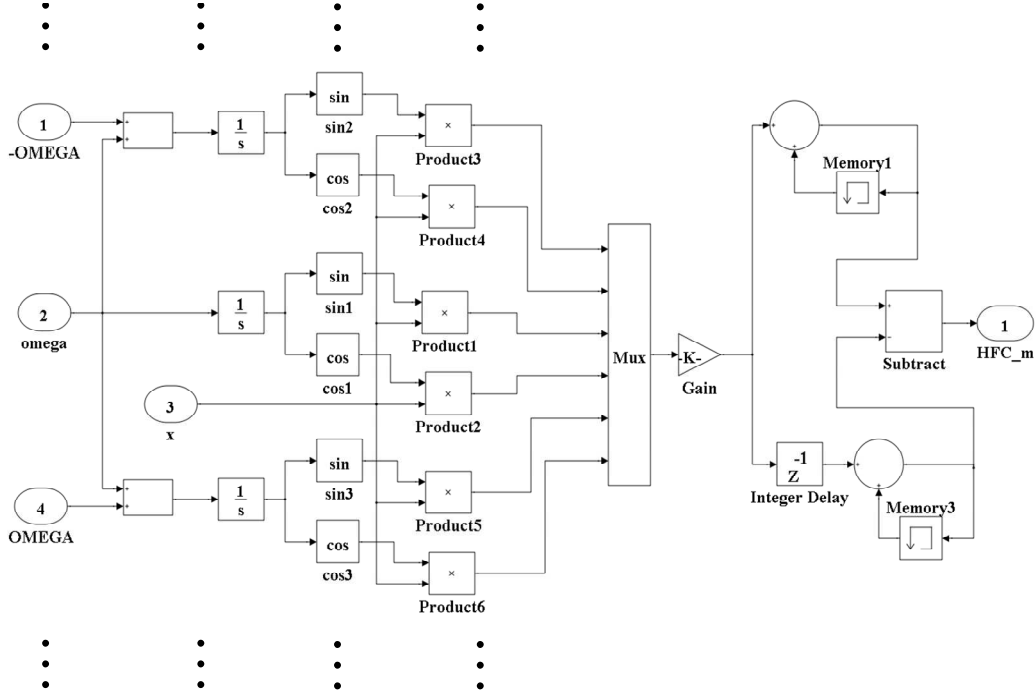 sin
sin2
1
-OMEGA
1
s
×
Product3
cos
cos2
×
Product4
Memory1
sin
sin1
2
omega
1
s
×
Product1
cos
cos1
×
Product2
3
x
Mux
-K-
Gain
+
+
+
-
Subtract
1
HFC_m
sin
sin3
4
OMEGA
+
+
1
s
×
Product5
cos
cos3
×
Product6
-1
Z
Integer Delay
+
+
Memory3